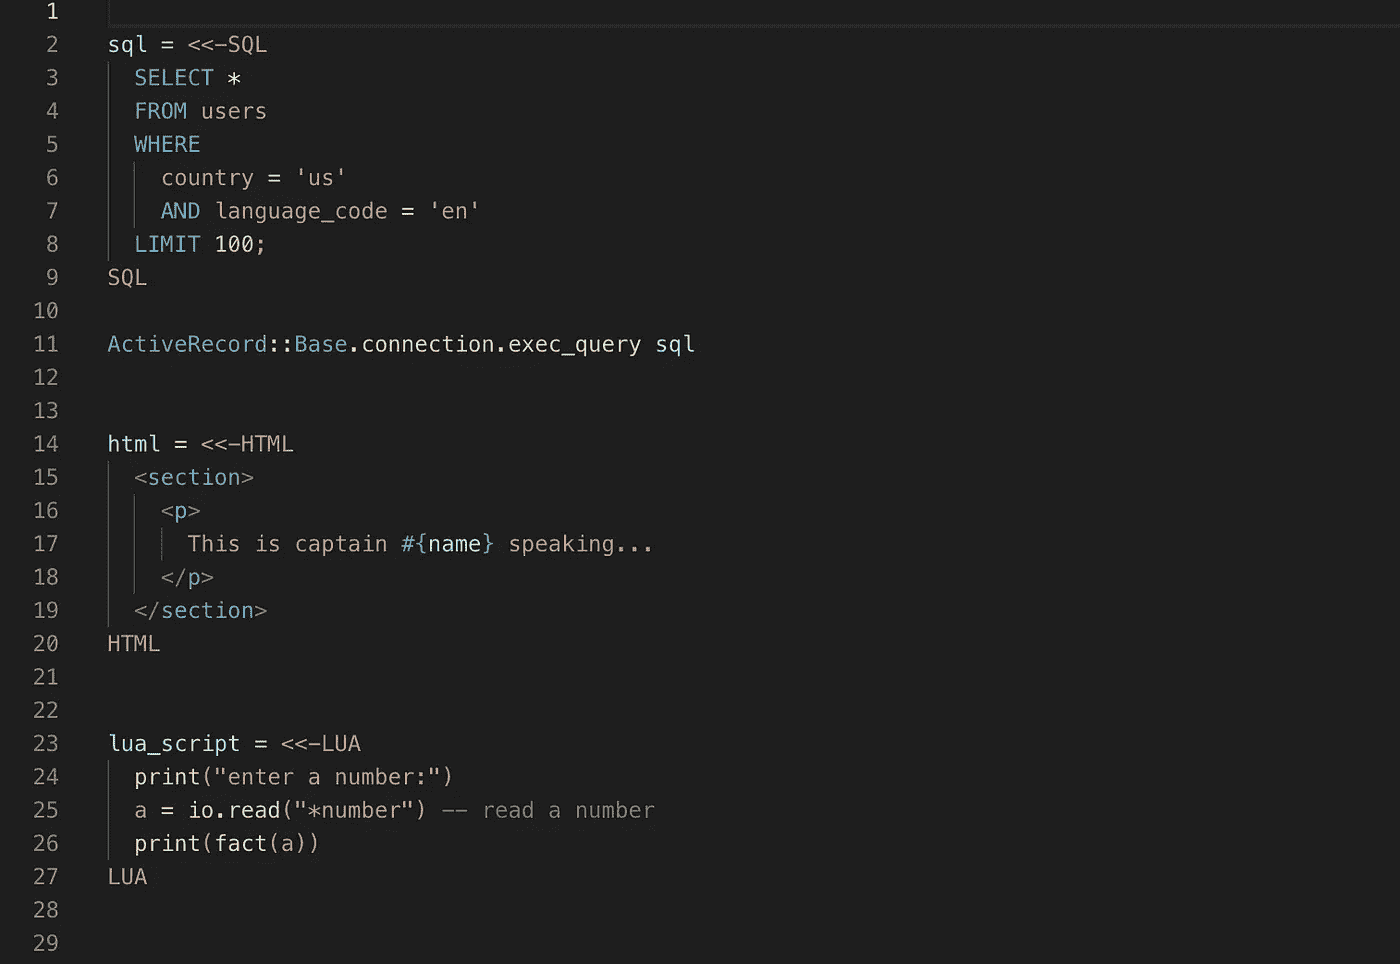 1
2 sql = <<-SQL
3   SELECT *
4   FROM users
5   WHERE
6     country = 'us'
7     AND language_code = 'en'
8   LIMIT 100;
9 SQL
10
11 ActiveRecord::Base.connection.exec_query sql
12
13
14 html = <<-HTML
15   <section>
16     <p>
17       This is captain #{name} speaking...
18     </p>
19   </section>
20 HTML
21
22
23 lua_script = <<-LUA
24   print("enter a number:")
25   a = io.read("*number") -- read a number
26   print(fact(a))
27 LUA
28
29